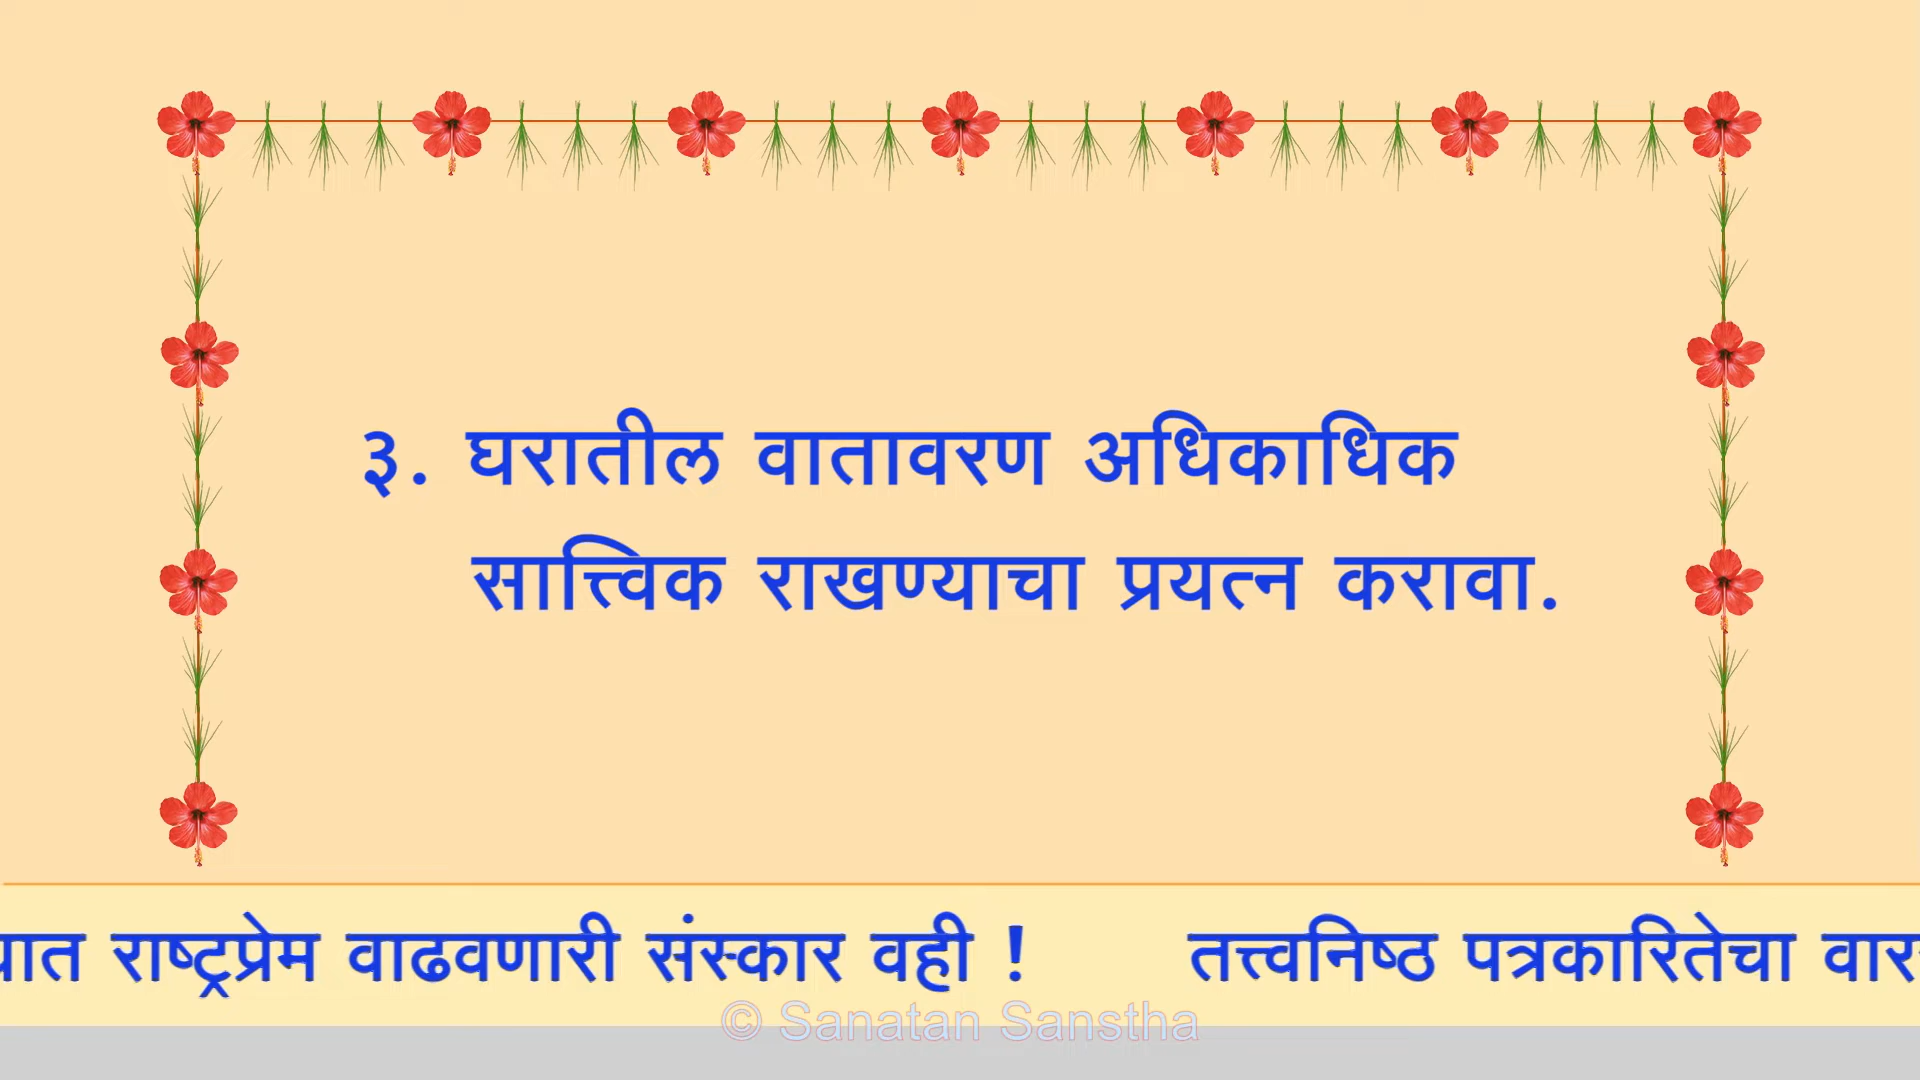 ३. घरातील वातावरण अधिकाधिक
सात्त्विक राखण्याचा प्रयत्न करावा.
राष्ट्रप्रेम वाढवणारी संस्कार वही ! तत्त्वनिष्ठ पत्रकारितेचा
© Sanatan Sanstha